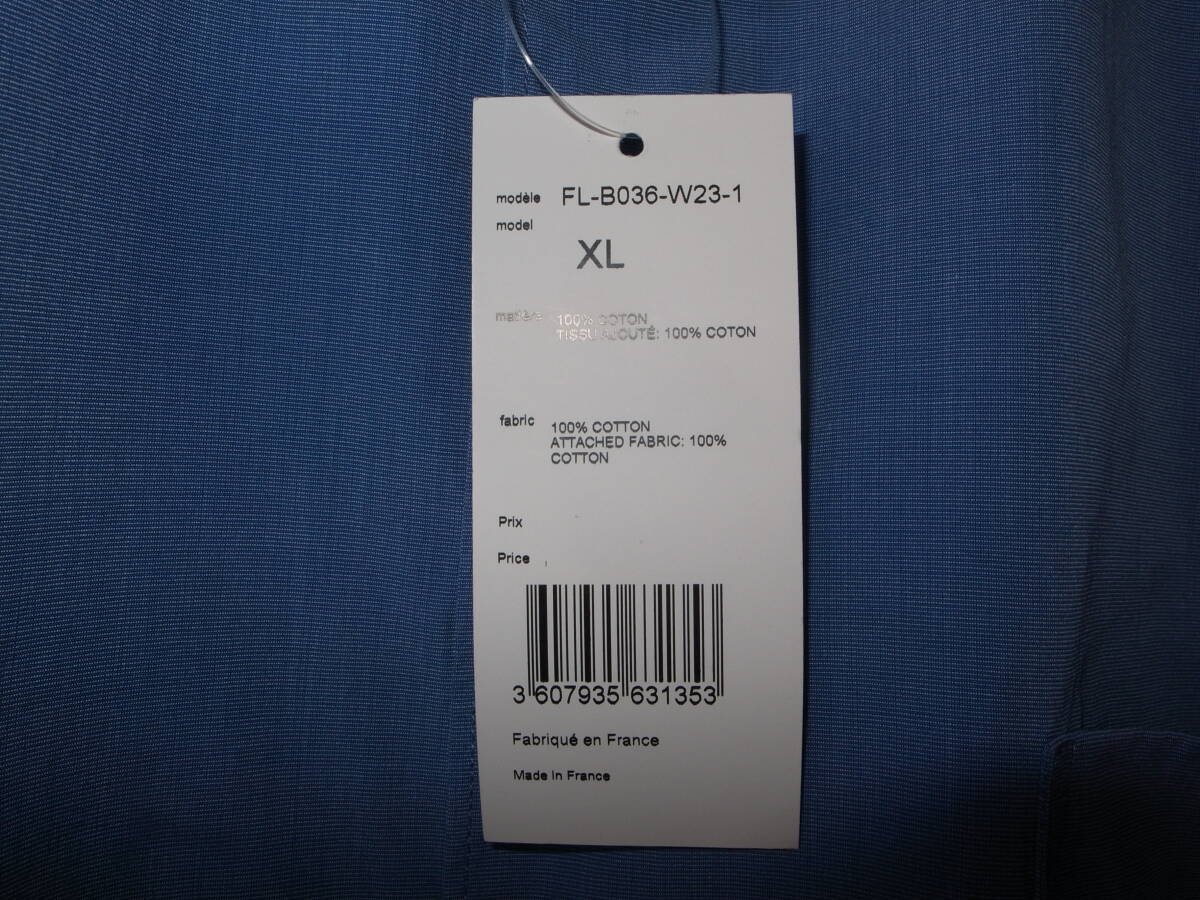 modèle FL-B036-W23-1
model
XL
matière 100% COTON
TISSU AJOUTÉ: 100% COTON
fabric 100% COTTON
ATTACHED FABRIC: 100%
COTTON
Prix
Price
3 607935 631353
Fabriqué en France
Made in France